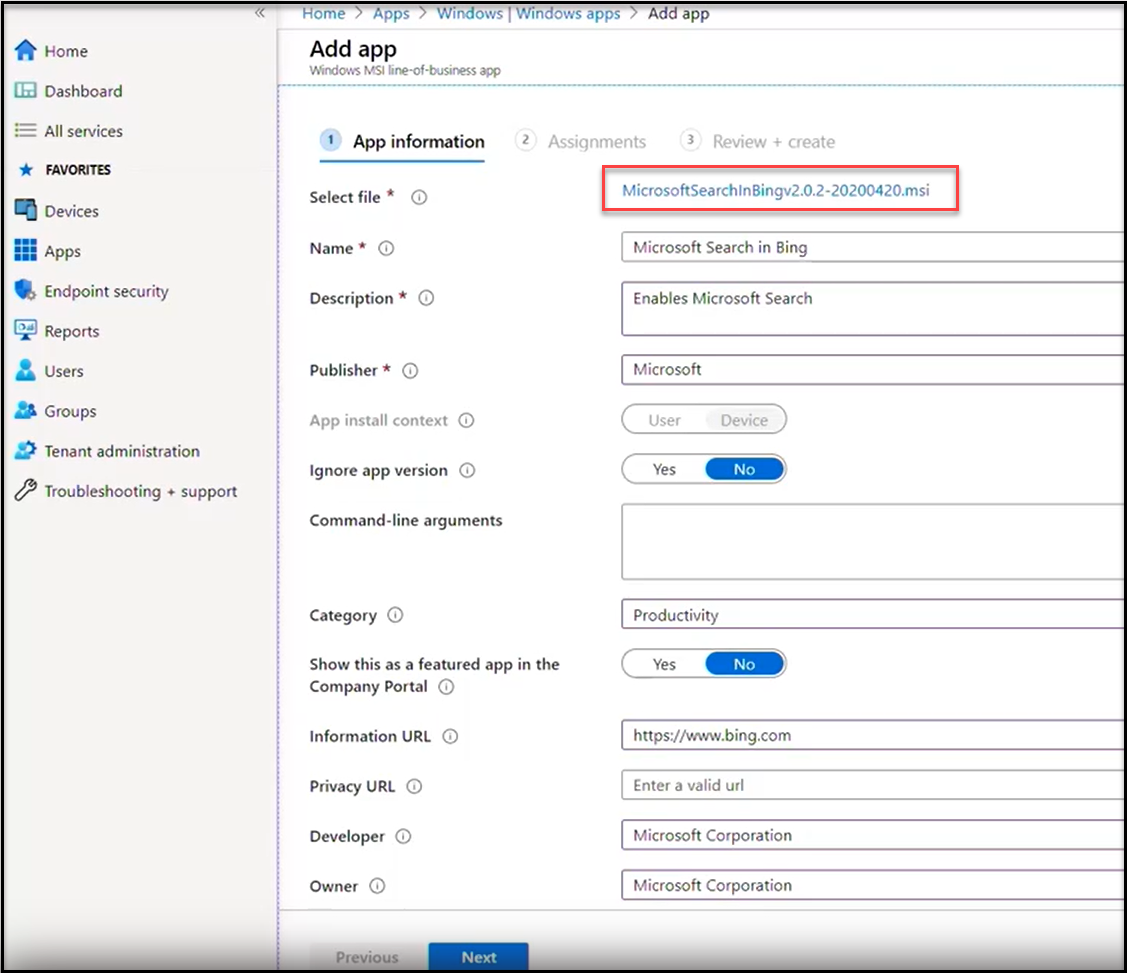 «
Home > Apps > Windows | Windows apps > Add app
Home
Dashboard
All services
FAVORITES
Devices
Apps
Endpoint security
Reports
Users
Groups
Tenant administration
Troubleshooting + support
Add app
Windows MSI line-of-business app
1 App information 2 Assignments 3 Review + create
Select file * MicrosoftSearchInBingv2.0.2-20200420.msi
Name * Microsoft Search in Bing
Description * Enables Microsoft Search
Publisher * Microsoft
App install context User Device
Ignore app version Yes No
Command-line arguments
Category Productivity
Show this as a featured app in the Yes No
Company Portal
Information URL https://www.bing.com
Privacy URL Enter a valid url
Developer Microsoft Corporation
Owner Microsoft Corporation
Previous Next